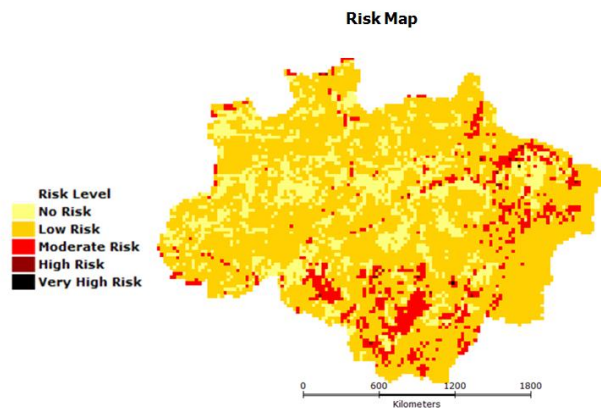 Risk Map
Risk Level
No Risk
Low Risk
Moderate Risk
High Risk
Very High Risk
0 600 1200 1800
Kilometers